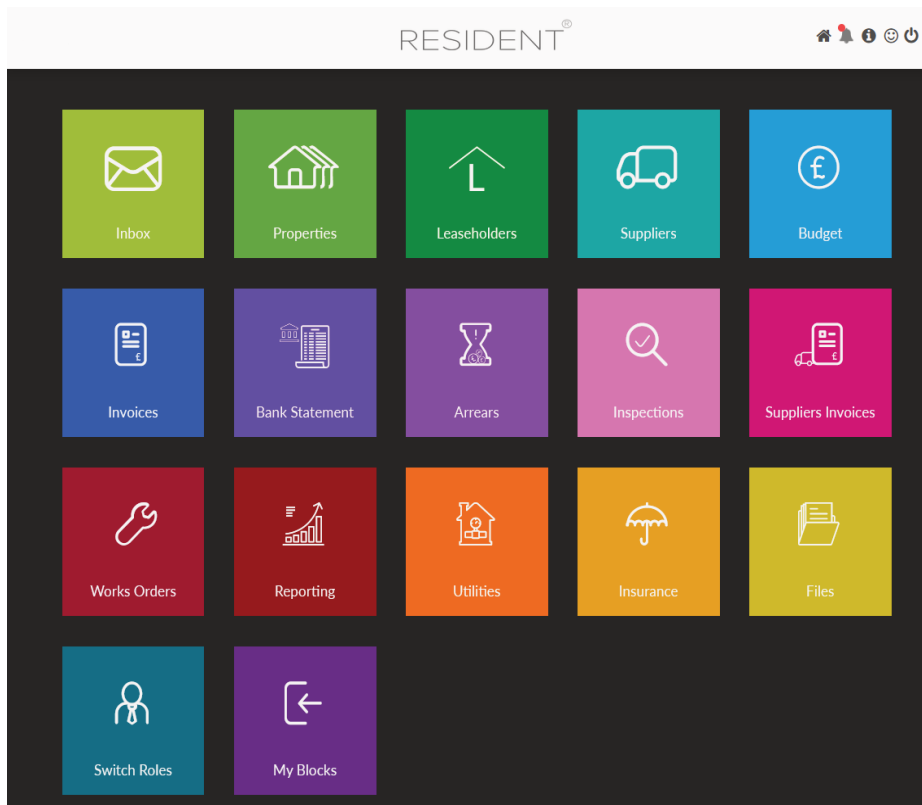 RESIDENT®
Inbox
Properties
L
Leaseholders
Suppliers
£
Budget
£
Invoices
Bank Statement
Arrears
Inspections
£
Suppliers Invoices
Works Orders
Reporting
Utilities
Insurance
Files
Switch Roles
My Blocks